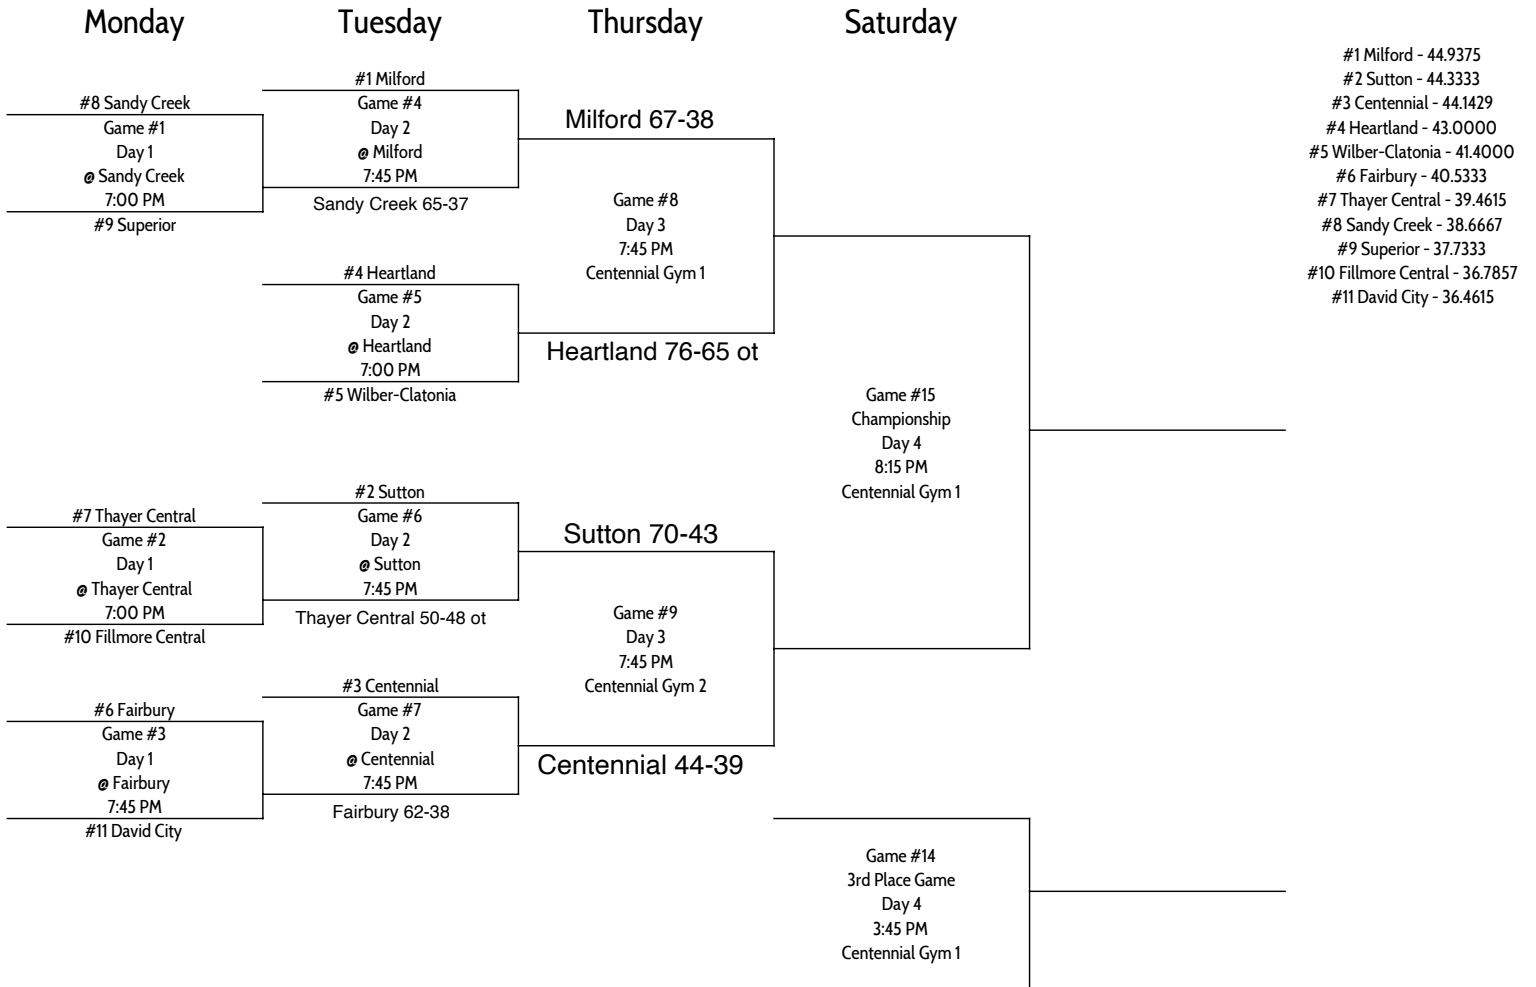 Monday
Tuesday
Thursday
Saturday
#8 Sandy Creek
Game #1
Day 1
@ Sandy Creek
7:00 PM
#9 Superior
#7 Thayer Central
Game #2
Day 1
@ Thayer Central
7:00 PM
#10 Fillmore Central
#6 Fairbury
Game #3
Day 1
@ Fairbury
7:45 PM
#11 David City
#1 Milford
Game #4
Day 2
@ Milford
7:45 PM
Sandy Creek 65-37
#4 Heartland
Game #5
Day 2
@ Heartland
7:00 PM
#5 Wilber-Clatonia
#2 Sutton
Game #6
Day 2
@ Sutton
7:45 PM
Thayer Central 50-48 ot
#3 Centennial
Game #7
Day 2
@ Centennial
7:45 PM
Fairbury 62-38
Milford 67-38
Game #8
Day 3
7:45 PM
Centennial Gym 1
Heartland 76-65 ot
Sutton 70-43
Game #9
Day 3
7:45 PM
Centennial Gym 2
Centennial 44-39
Game #15
Championship
Day 4
8:15 PM
Centennial Gym 1
Game #14
3rd Place Game
Day 4
3:45 PM
Centennial Gym 1
#1 Milford - 44.9375
#2 Sutton - 44.3333
#3 Centennial - 44.1429
#4 Heartland - 43.0000
#5 Wilber-Clatonia - 41.4000
#6 Fairbury - 40.5333
#7 Thayer Central - 39.4615
#8 Sandy Creek - 38.6667
#9 Superior - 37.7333
#10 Fillmore Central - 36.7857
#11 David City - 36.4615